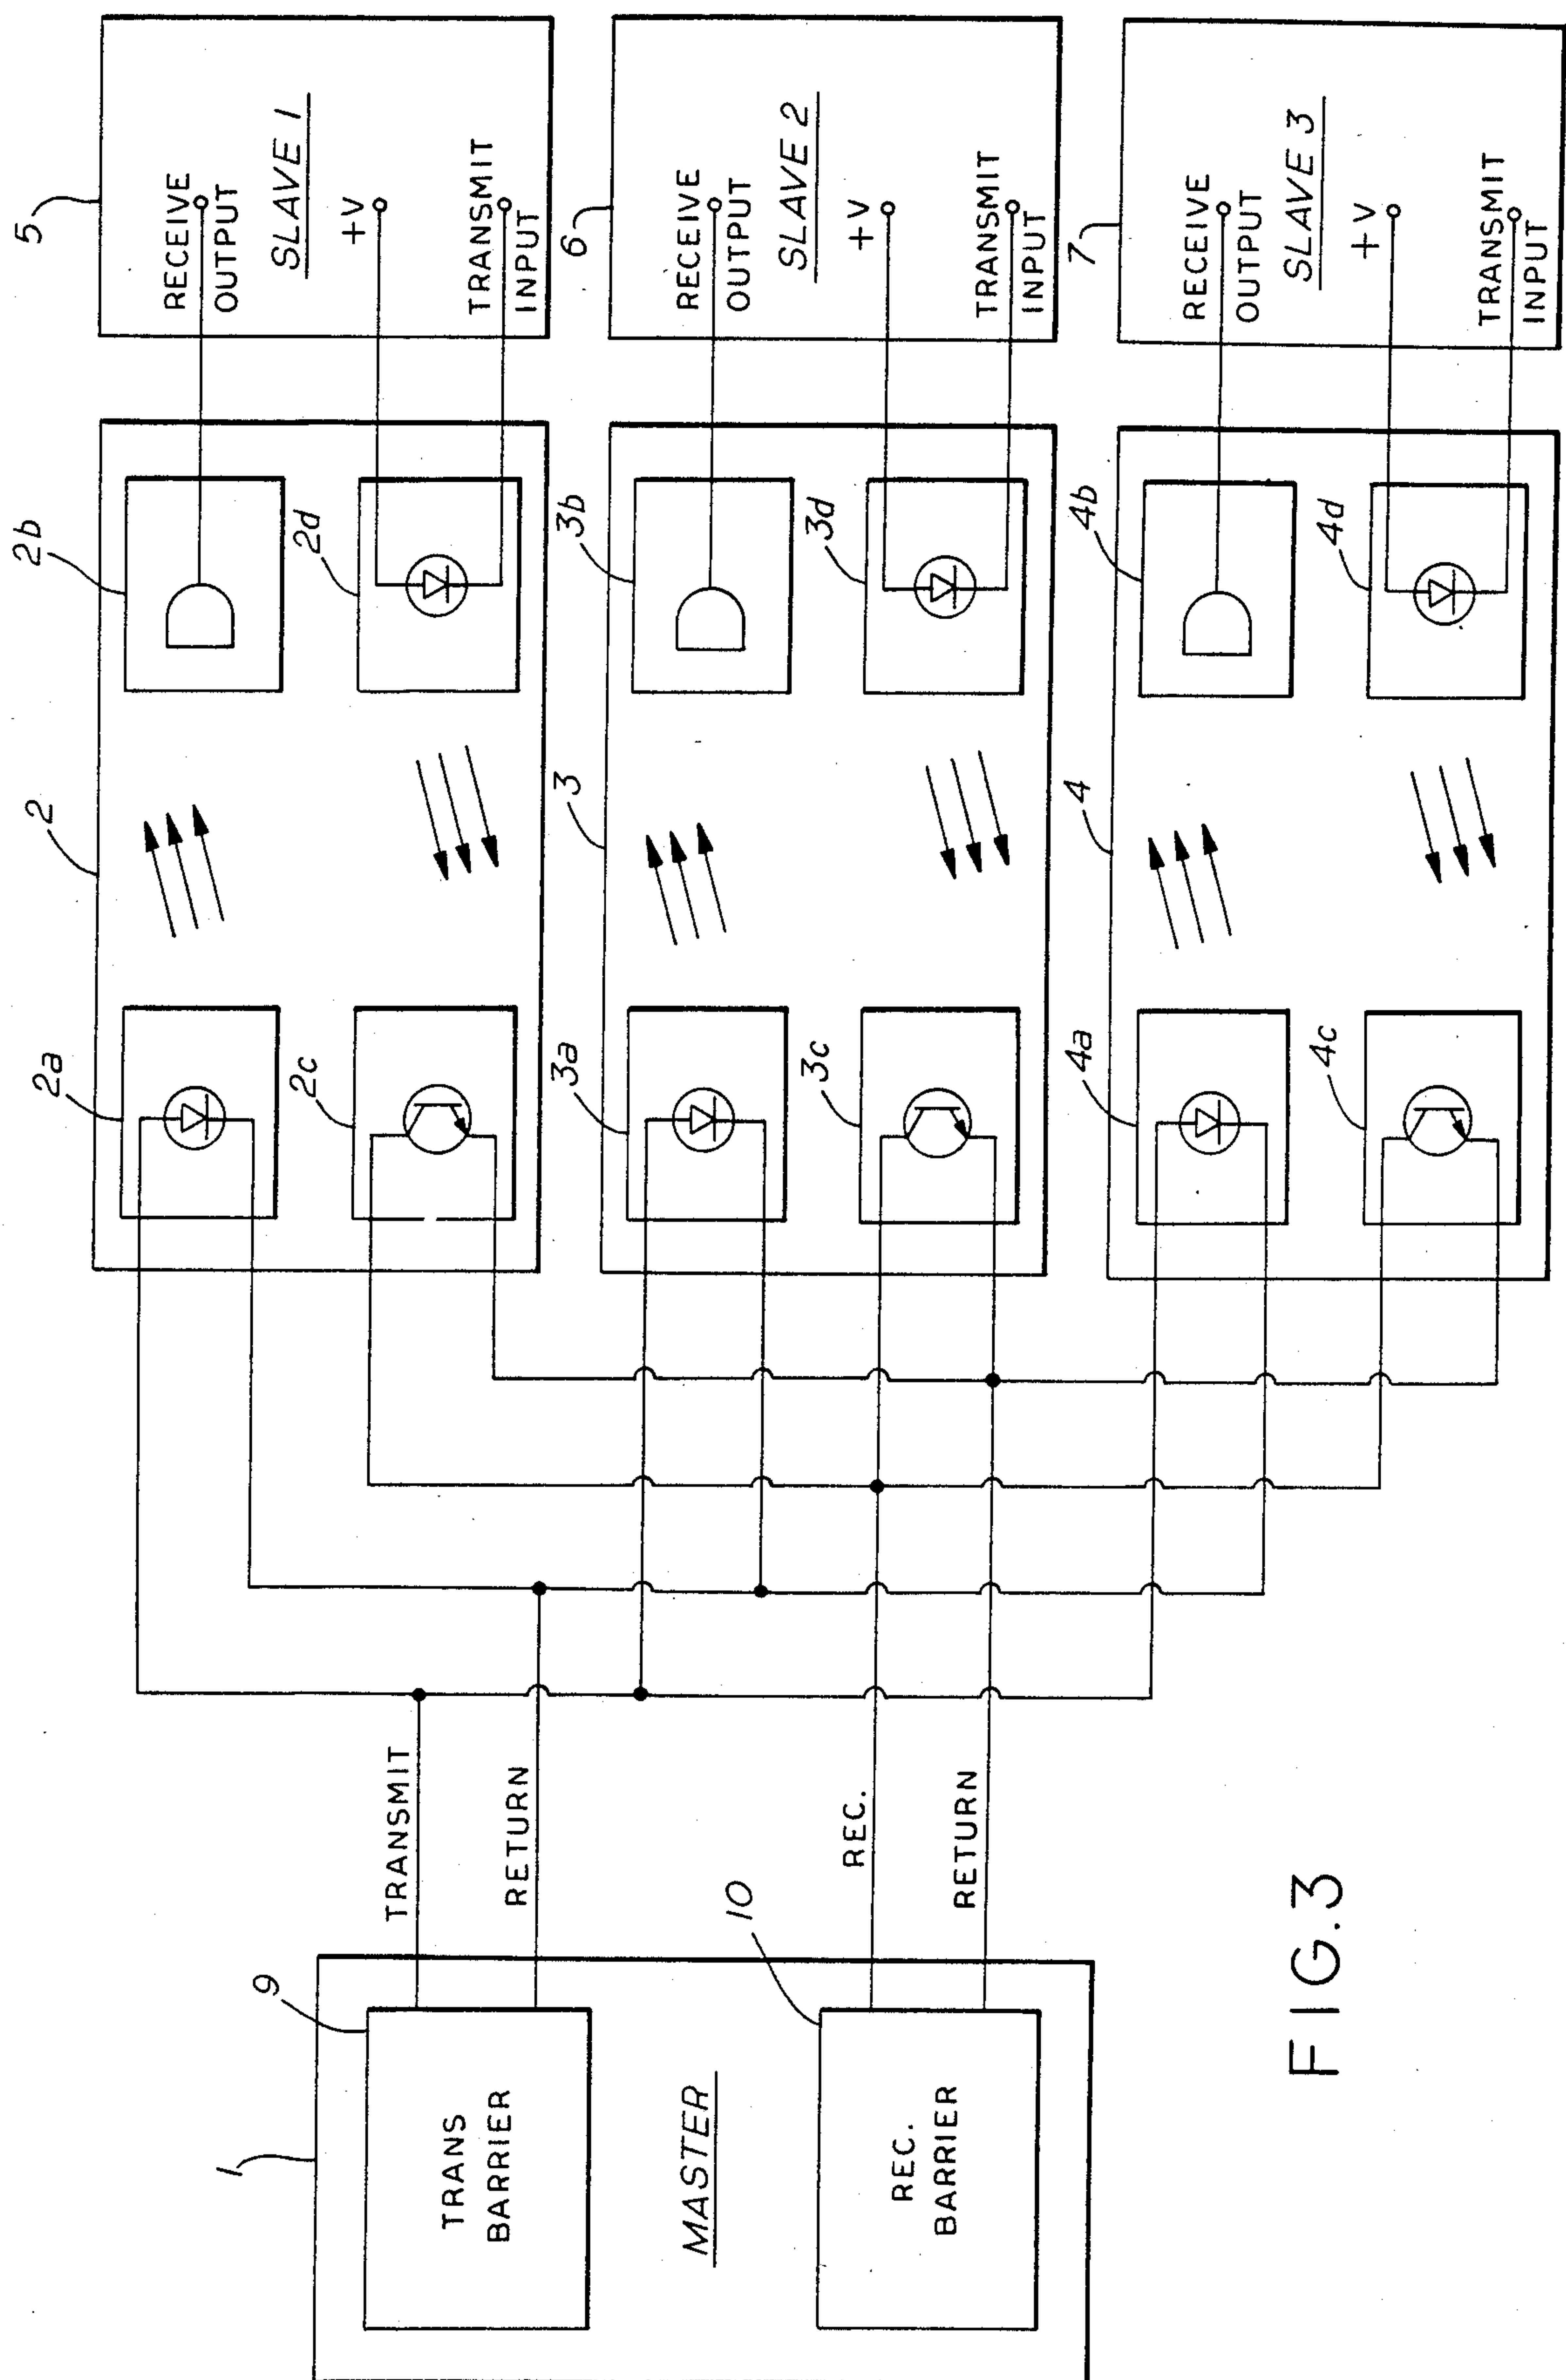 1
9
TRANS
BARRIER
MASTER
10
REC.
BARRIER
TRANSMIT
RETURN
REC.
RETURN
2
2a
2b
2c
2d
5
RECEIVE
OUTPUT
SLAVE 1
+V
TRANSMIT
INPUT
3
3a
3b
3c
3d
6
RECEIVE
OUTPUT
SLAVE 2
+V
TRANSMIT
INPUT
4
4a
4b
4c
4d
7
RECEIVE
OUTPUT
SLAVE 3
+V
TRANSMIT
INPUT
FIG.3